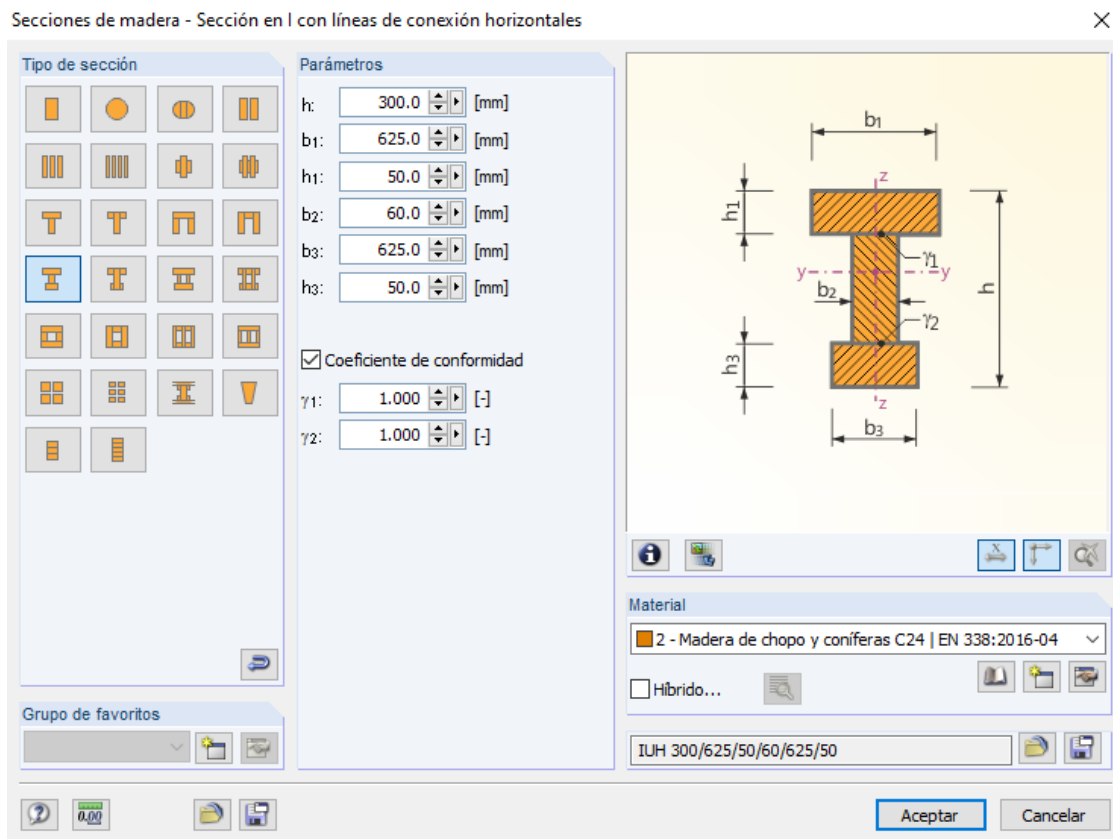 Secciones de madera - Sección en I con líneas de conexión horizontales
Tipo de sección
Parámetros
h: 300.0 [mm]
b1: 625.0 [mm]
h1: 50.0 [mm]
b2: 60.0 [mm]
b3: 625.0 [mm]
h3: 50.0 [mm]
Coeficiente de conformidad
γ1: 1.000 [-]
γ2: 1.000 [-]
b1
z
h1
γ1
y
y
b2
h
γ2
h3
z
b3
x
Material
2 - Madera de chopo y coníferas C24 | EN 338:2016-04
Híbrido...
Grupo de favoritos
IUH 300/625/50/60/625/50
0.00
Aceptar
Cancelar